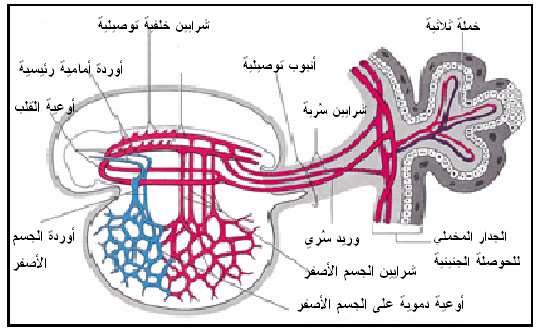 شرايين خلفية توصيلية
خملة ثلاثية
أوردة أمامية رئيسية
أنبوب توصيلية
أوعية القلب
شرايين سُرية
أوردة الجسم
الأصفر
وريد سُري
الجدار المخملي
للحوصلة الجنينية
شرايين الجسم الأصفر
أوعية دموية على الجسم الأصفر